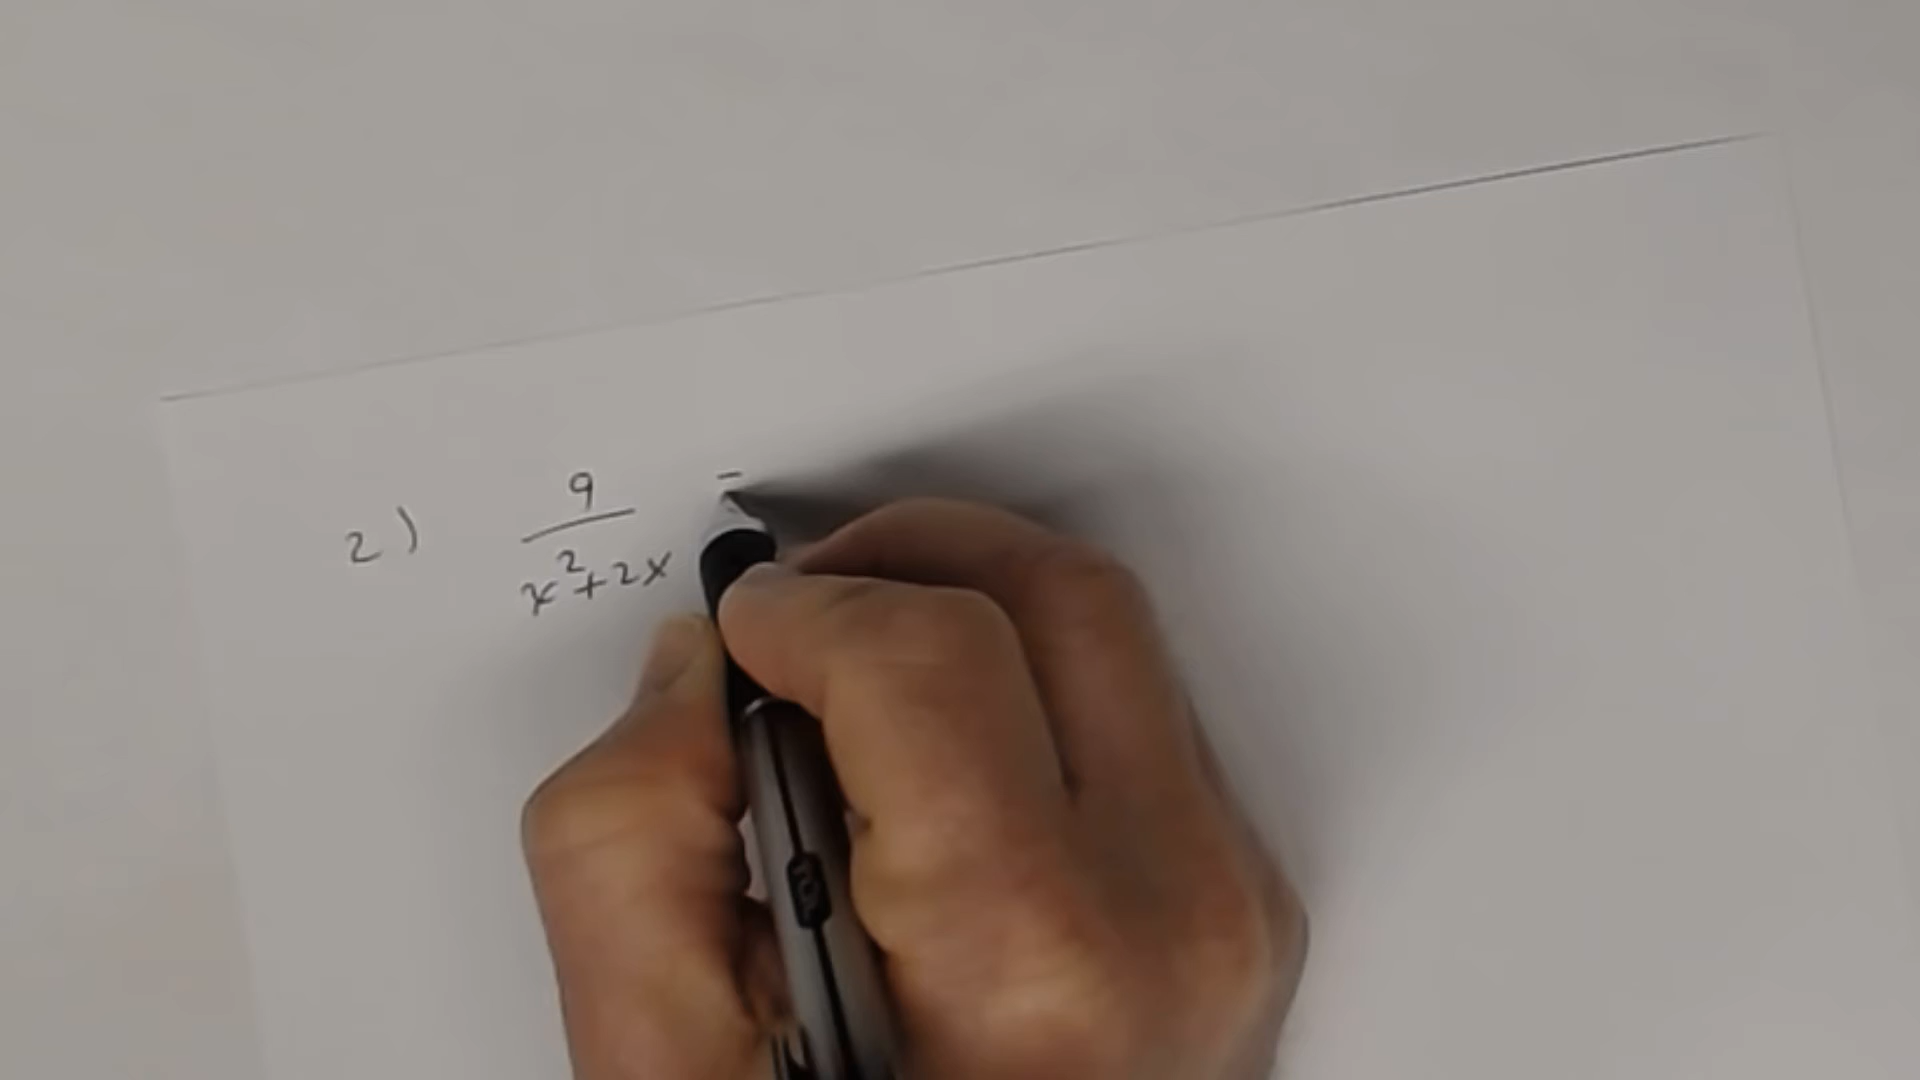 2) 9/(x²+2x) =